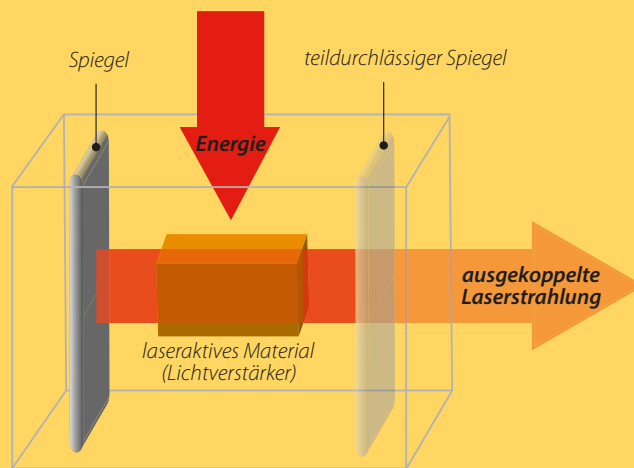 Spiegel
teildurchlässiger Spiegel
Energie
ausgekoppelte
Laserstrahlung
laseraktives Material
(Lichtverstärker)